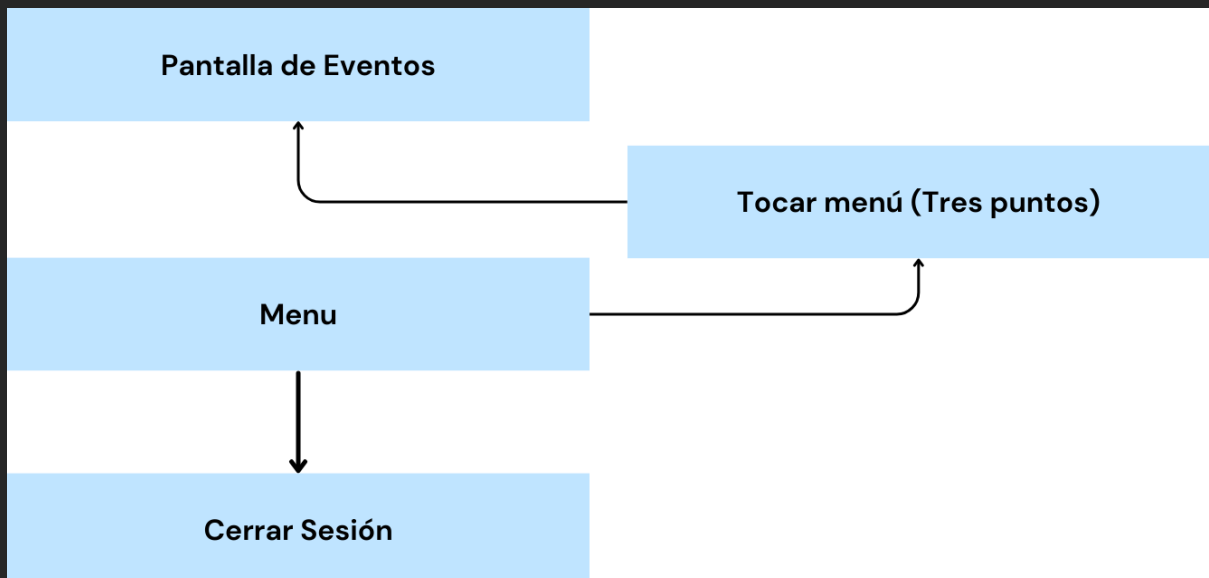 Pantalla de Eventos
Tocar menú (Tres puntos)
Menu
Cerrar Sesión